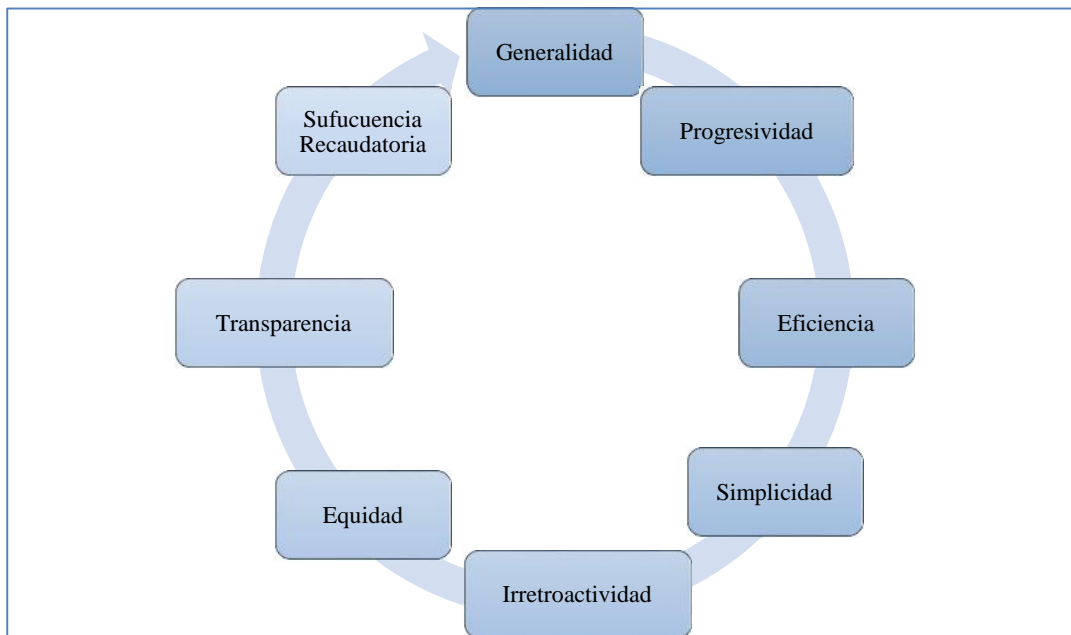 Generalidad
Progresividad
Eficiencia
Simplicidad
Irretroactividad
Equidad
Transparencia
Sufucuencia
Recaudatoria